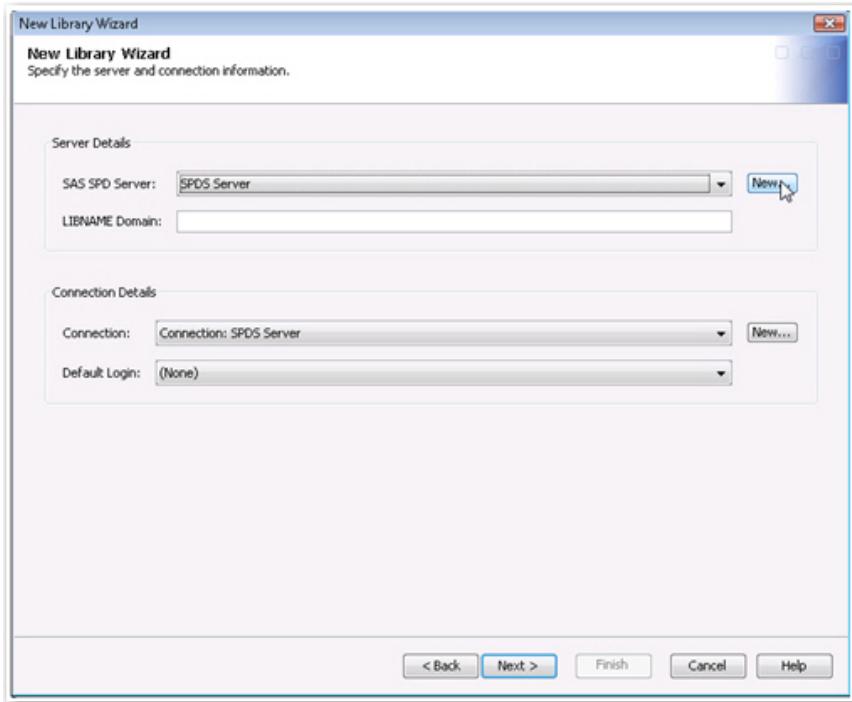 New Library Wizard
New Library Wizard
Specify the server and connection information.
Server Details
SAS SPD Server: SPDS Server New...
LIBNAME Domain:
Connection Details
Connection: Connection: SPDS Server New...
Default Login: (None)
< Back Next > Finish Cancel Help